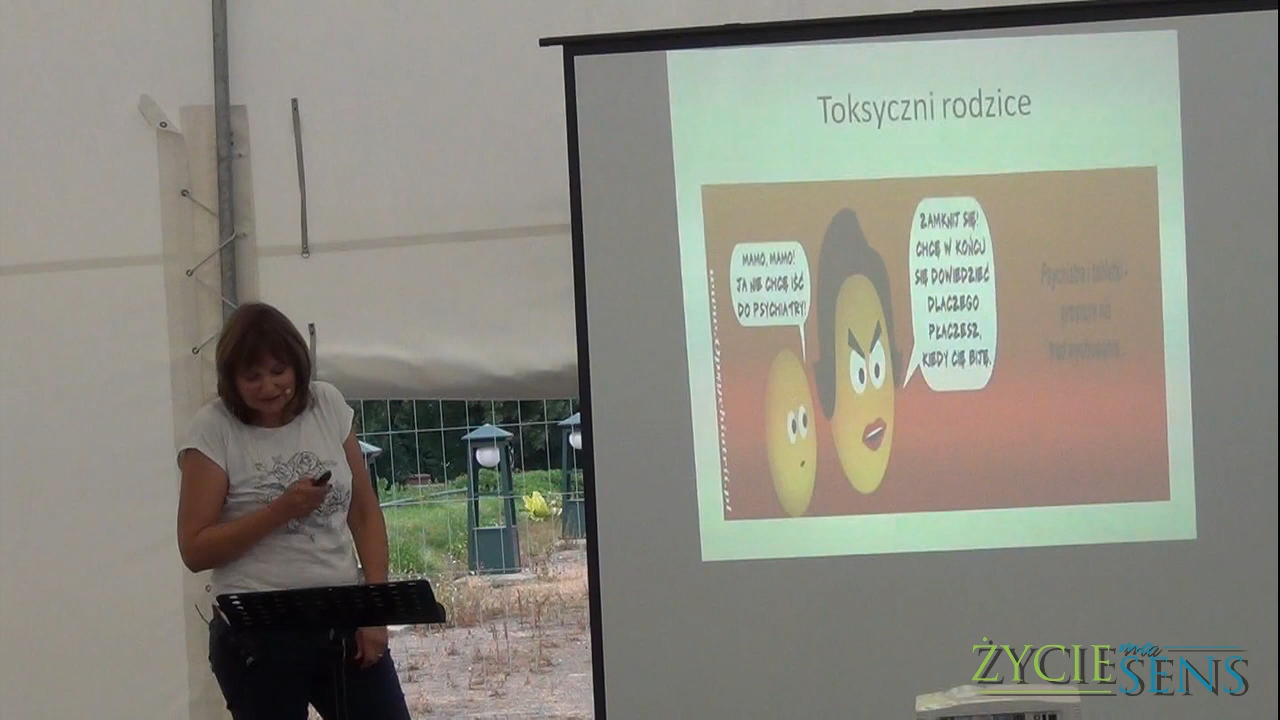 Toksyczni rodzice
MAMO, MAMO!
JA NIE CHCĘ IŚĆ
DO PSYCHIATRY!
ZAMKNIJ SIĘ!
CHCĘ W KOŃCU
SIĘ DOWIEDZIEĆ
DLACZEGO
PŁACZESZ,
KIEDY CIĘ BIJĘ.
ŻYCIE ma SENS